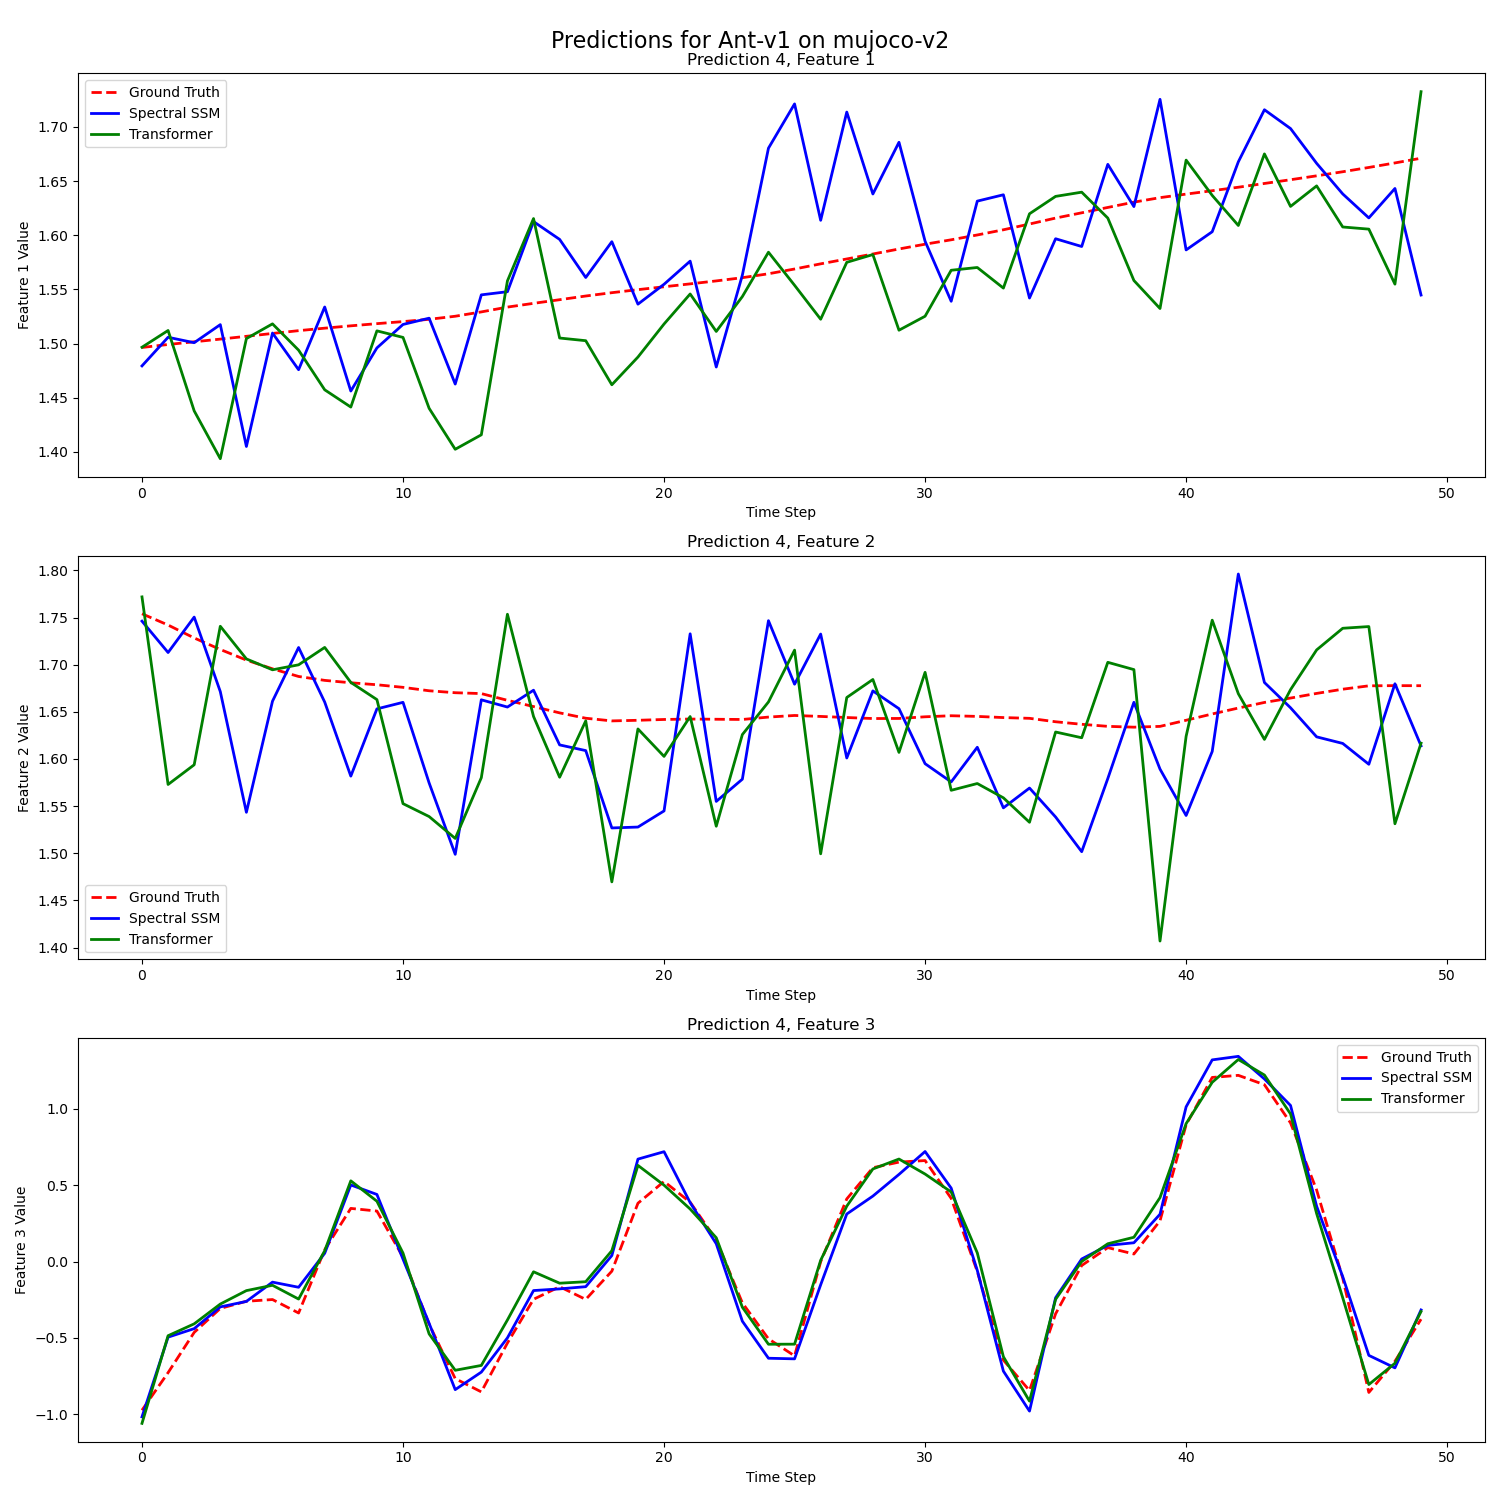 Predictions for Ant-v1 on mujoco-v2
Prediction 4, Feature 1
Ground Truth
Spectral SSM
Transformer
Feature 1 Value
1.70
1.65
1.60
1.55
1.50
1.45
1.40
0 10 20 30 40 50
Time Step
Prediction 4, Feature 2
Feature 2 Value
1.80
1.75
1.70
1.65
1.60
1.55
1.50
1.45
1.40
Ground Truth
Spectral SSM
Transformer
0 10 20 30 40 50
Time Step
Prediction 4, Feature 3
Ground Truth
Spectral SSM
Transformer
Feature 3 Value
1.0
0.5
0.0
−0.5
−1.0
0 10 20 30 40 50
Time Step